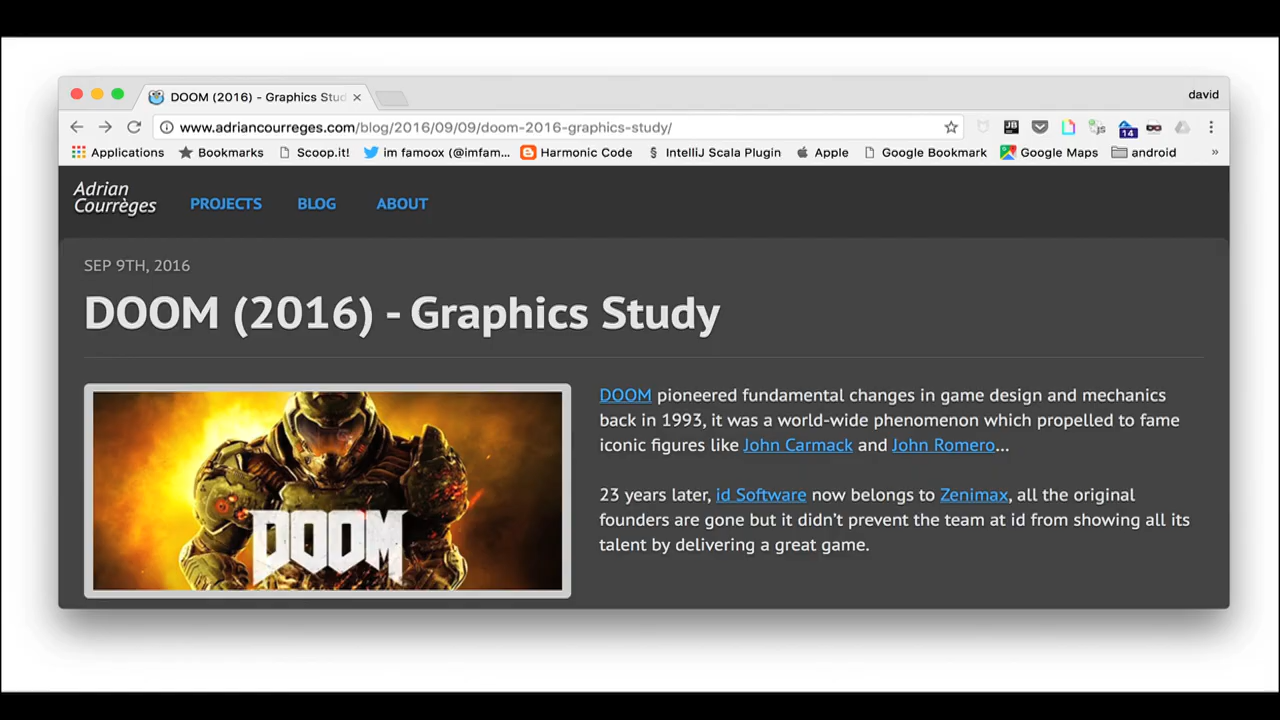 DOOM (2016) - Graphics Stud
david
www.adriancourreges.com/blog/2016/09/09/doom-2016-graphics-study/
JB
JS
14
Applications
Bookmarks
Scoop.it!
im famoox (@imfam...
Harmonic Code
IntelliJ Scala Plugin
Apple
Google Bookmark
Google Maps
android
»
Adrian
Courrèges
PROJECTS
BLOG
ABOUT
SEP 9TH, 2016
DOOM (2016) - Graphics Study
DOOM
DOOM pioneered fundamental changes in game design and mechanics
back in 1993, it was a world-wide phenomenon which propelled to fame
iconic figures like John Carmack and John Romero...
23 years later, id Software now belongs to Zenimax, all the original
founders are gone but it didn't prevent the team at id from showing all its
talent by delivering a great game.